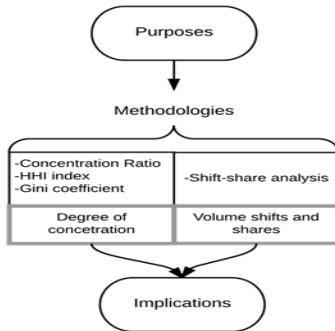 Purposes
Methodologies
-Concentration Ratio
-HHI index
-Gini coefficient
-Shift-share analysis
Degree of
concetration
Volume shifts and
shares
Implications